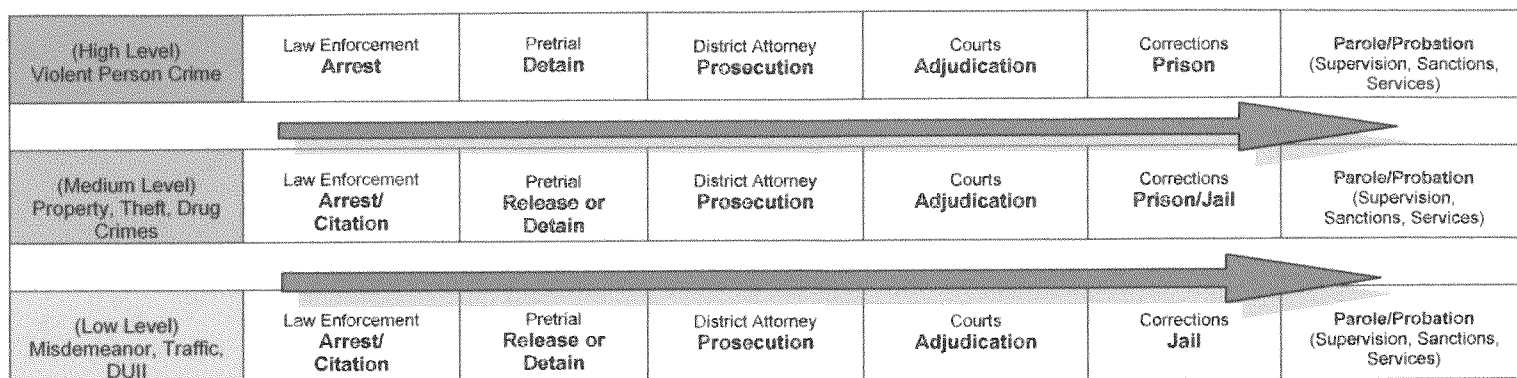 (High Level)
Violent Person Crime
Law Enforcement
Arrest
Pretrial
Detain
District Attorney
Prosecution
Courts
Adjudication
Corrections
Prison
Parole/Probation
(Supervision, Sanctions,
Services)
(Medium Level)
Property, Theft, Drug
Crimes
Law Enforcement
Arrest/
Citation
Pretrial
Release or
Detain
District Attorney
Prosecution
Courts
Adjudication
Corrections
Prison/Jail
Parole/Probation
(Supervision,
Sanctions, Services)
(Low Level)
Misdemeanor, Traffic,
DUII
Law Enforcement
Arrest/
Citation
Pretrial
Release or
Detain
District Attorney
Prosecution
Courts
Adjudication
Corrections
Jail
Parole/Probation
(Supervision, Sanctions,
Services)